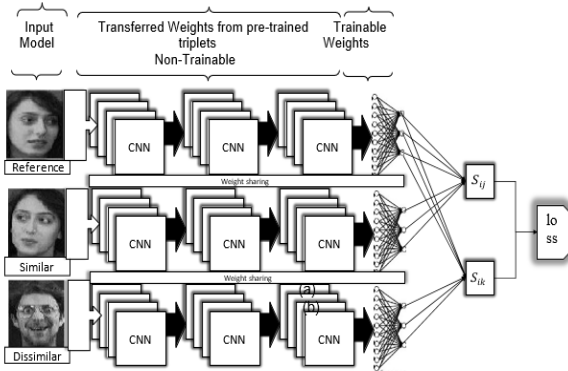 Input
Model
Transferred Weights from pre-trained
triplets
Non-Trainable
Trainable
Weights
CNN CNN CNN
Reference
Weight sharing
S_ij
CNN CNN CNN
lo
ss
Similar
Weight sharing
S_ik
(a)
(b)
CNN CNN CNN
Dissimilar